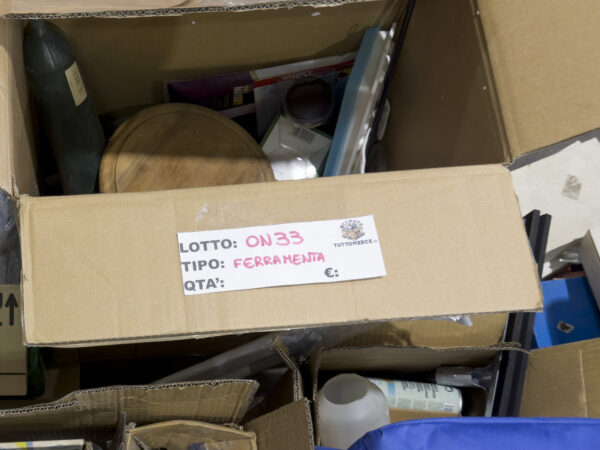 LOTTO: ON33
TUTTOMERCE
TIPO: FERRAMENTA
QTA': €: